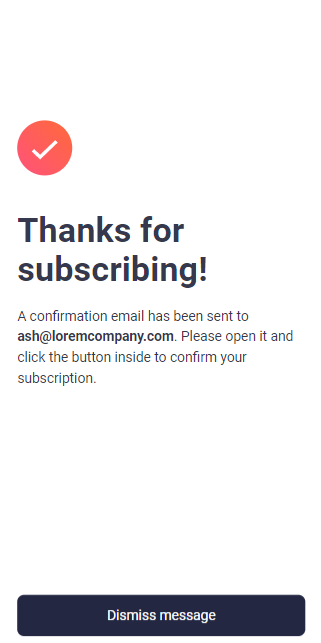 Thanks for
subscribing!
A confirmation email has been sent to
ash@loremcompany.com. Please open it and
click the button inside to confirm your
subscription.
Dismiss message